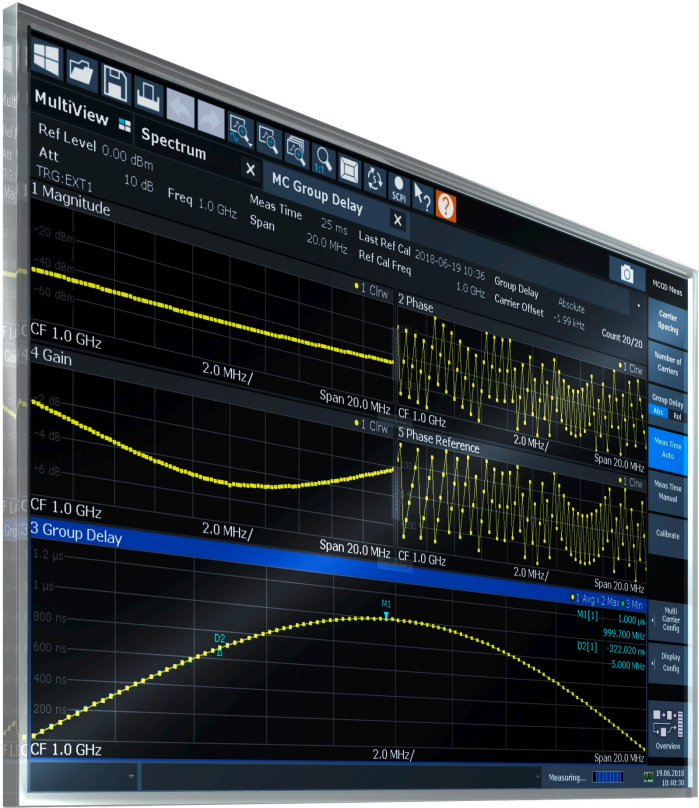 MultiView
Spectrum
MC Group Delay
1:1
SCPI
Ref Level 0.00 dBm
Att 10 dB
TRG:EXT1
Freq 1.0 GHz
Meas Time 25 ms
Span 20.0 MHz
Last Ref Cal 2018-06-19 10:36
Ref Cal Freq 1.0 GHz
Group Delay Absolute
Carrier Offset -1.99 kHz
Count 20/20
1 Magnitude
1 Clrw
-20 dBm
-40 dBm
-60 dBm
CF 1.0 GHz
2.0 MHz/
Span 20.0 MHz
2 Phase
1 Clrw
CF 1.0 GHz
2.0 MHz/
Span 20.0 MHz
4 Gain
1 Clrw
-2 dB
-4 dB
-6 dB
CF 1.0 GHz
2.0 MHz/
Span 20.0 MHz
5 Phase Reference
1 Clrw
CF 1.0 GHz
2.0 MHz/
Span 20.0 MHz
3 Group Delay
1 Avg 2 Max 3 Min
M1[1] 1.000 µs
999.700 MHz
D2[1] -322.020 ns
-5.000 MHz
1.2 µs
1 µs
800 ns
600 ns
400 ns
200 ns
M1
D2
CF 1.0 GHz
2.0 MHz/
Span 20.0 MHz
Measuring...
19.06.2018
10:48:30
MCGD Meas
Carrier
Spacing
Number of
Carriers
Group Delay
Abs Rel
Meas Time
Auto
Meas Time
Manual
Calibrate
Multi
Carrier
Config
Display
Config
Overview